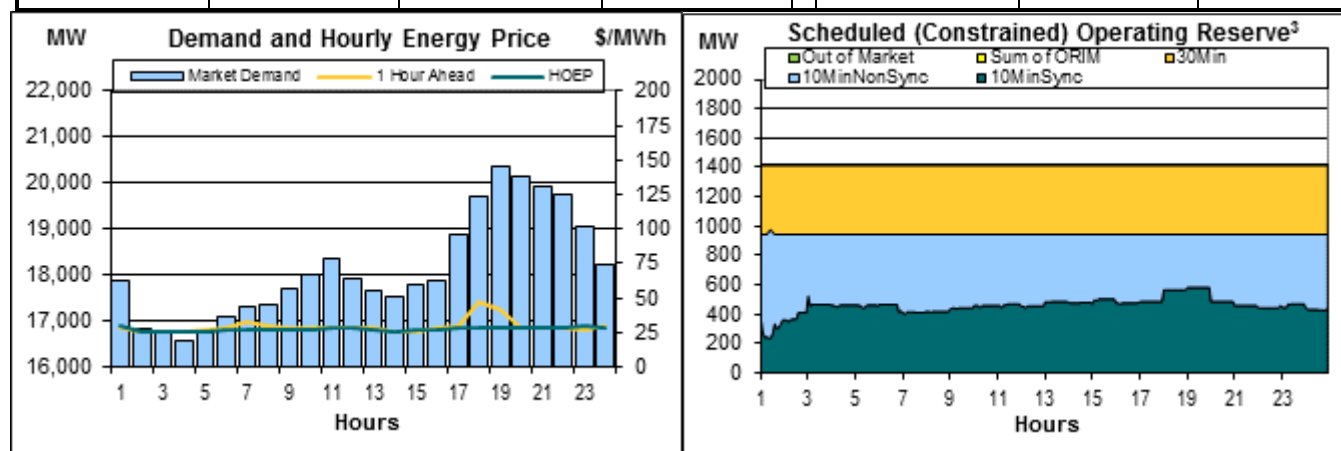 MW Demand and Hourly Energy Price $/MWh
Market Demand 1 Hour Ahead HOEP
22,000 200
175
21,000
150
20,000
125
19,000 100
75
18,000
50
17,000
25
16,000 0
1 3 5 7 9 11 13 15 17 19 21 23
Hours
MW Scheduled (Constrained) Operating Reserve³
Out of Market Sum of ORIM 30Min
10MinNonSync 10MinSync
2000
1800
1600
1400
1200
1000
800
600
400
200
0
1 3 5 7 9 11 13 15 17 19 21 23
Hours